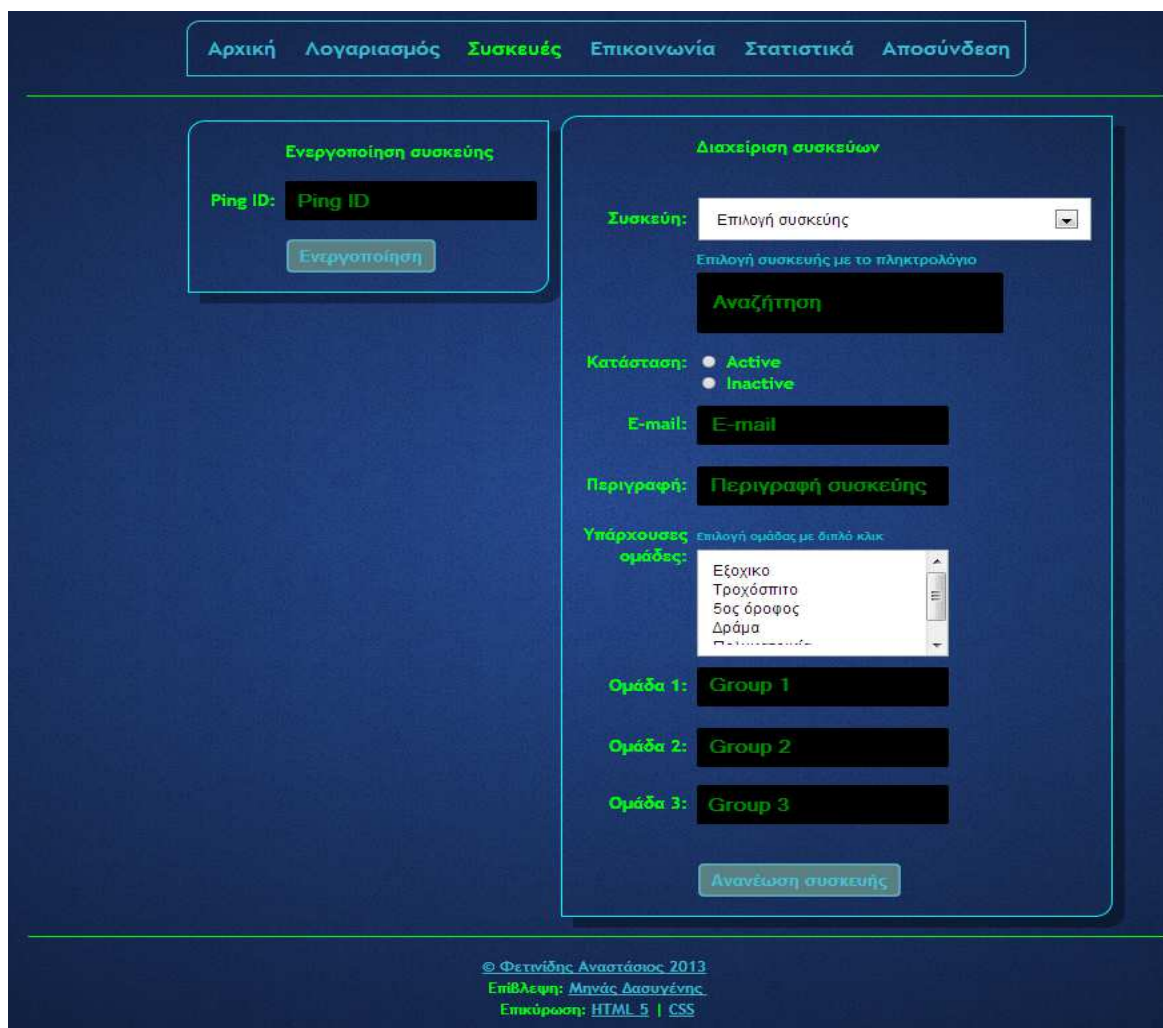 Αρχική Λογαριασμός Συσκευές Επικοινωνία Στατιστικά Αποσύνδεση
Ενεργοποίηση συσκεύης
Ping ID: Ping ID
Ενεργοποίηση
Διαχείριση συσκεύων
Συσκεύη: Επιλογή συσκεύης
Επιλογή συσκευής με το πληκτρολόγιο
Αναζήτηση
Κατάσταση: Active
Inactive
E-mail: E-mail
Περιγραφή: Περιγραφή συσκεύης
Υπάρχουσες
ομάδες:
Επιλογή ομάδας με διπλό κλικ
Εξοχικο
Τροχόσπιτο
5ος όροφος
Δράμα
Ομάδα 1: Group 1
Ομάδα 2: Group 2
Ομάδα 3: Group 3
Ανανέωση συσκευής
© Φετινίδης Αναστάσιος 2013
Επίβλεψη: Μηνάς Δασυγένης
Επικύρωση: HTML 5 | CSS